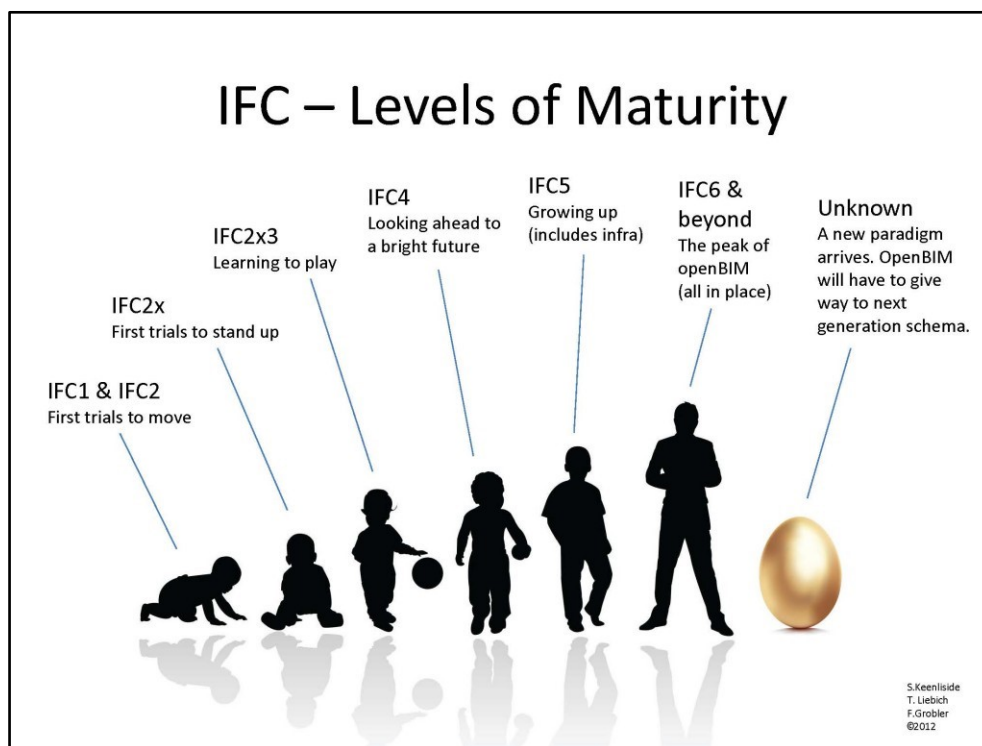 IFC – Levels of Maturity
IFC1 & IFC2
First trials to move
IFC2x
First trials to stand up
IFC2x3
Learning to play
IFC4
Looking ahead to
a bright future
IFC5
Growing up
(includes infra)
IFC6 &
beyond
The peak of
openBIM
(all in place)
Unknown
A new paradigm
arrives. OpenBIM
will have to give
way to next
generation schema.
S.Keenliside
T. Liebich
F.Grobler
©2012